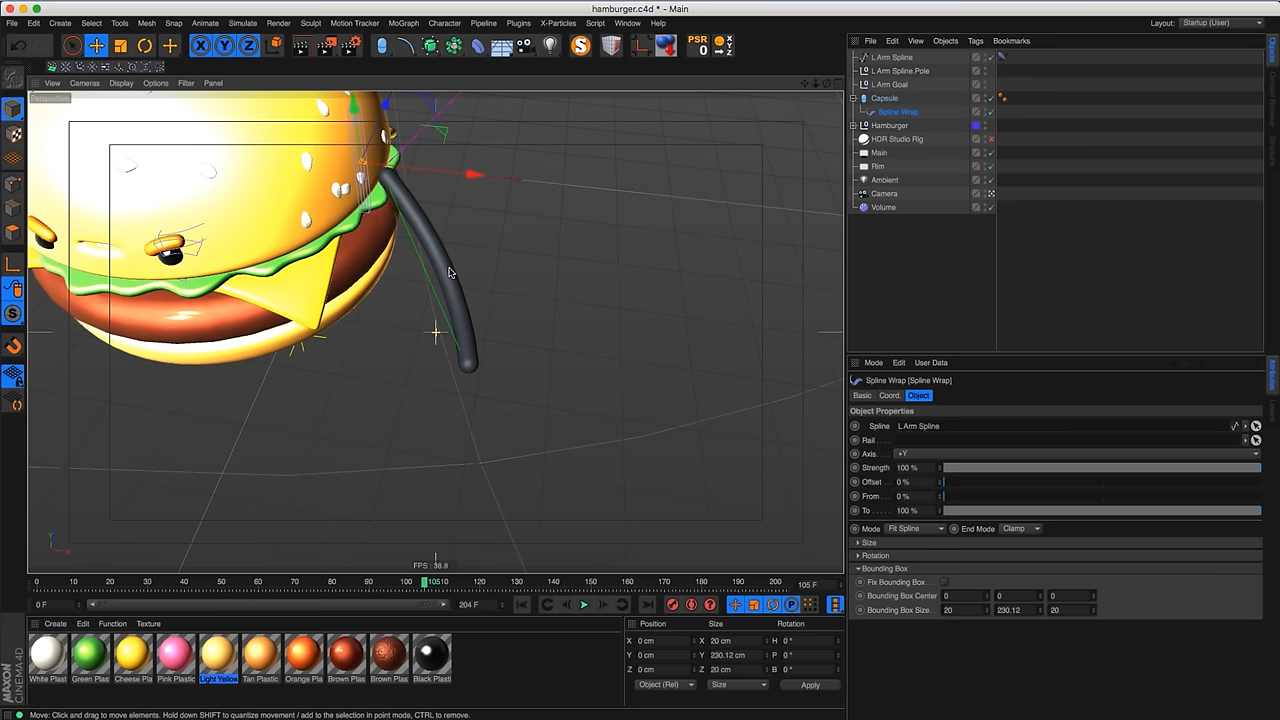 hamburger.c4d * - Main
File Edit Create Select Tools Mesh Snap Animate Simulate Render Sculpt Motion Tracker MoGraph Character Pipeline Plugins X-Particles Script Window Help
Layout: Startup (User)
PSR
0
View Cameras Display Options Filter Panel
Perspective
FPS : 38.8
0 10 20 30 40 50 60 70 80 90 100 105 110 120 130 140 150 160 170 180 190 200 105 F
0 F 204 F
Create Edit Function Texture
White Plast Green Plas Cheese Pla Pink Plastic Light Yellow Tan Plastic Orange Pla Brown Plas Brown Plas Black Plasti
Position Size Rotation
X 0 cm X 20 cm H 0 °
Y 0 cm Y 230.12 cm P 0 °
Z 0 cm Z 20 cm B 0 °
Object (Rel) Size Apply
File Edit View Objects Tags Bookmarks
L Arm Spline
L Arm Spline.Pole
L Arm Goal
Capsule
Spline Wrap
Hamburger
HDR Studio Rig
Main
Rim
Ambient
Camera
Volume
Mode Edit User Data
Spline Wrap [Spline Wrap]
Basic Coord. Object
Object Properties
Spline L Arm Spline
Rail
Axis +Y
Strength 100 %
Offset 0 %
From 0 %
To 100 %
Mode Fit Spline End Mode Clamp
Size
Rotation
Bounding Box
Fix Bounding Box
Bounding Box Center 0 0 0
Bounding Box Size 20 230.12 20
Objects
Attributes
MAXON CINEMA 4D
Move: Click and drag to move elements. Hold down SHIFT to quantize movement / add to the selection in point mode, CTRL to remove.